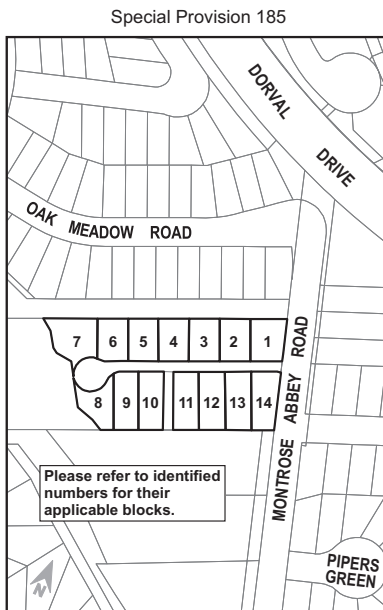 Special Provision 185
DORVAL
DRIVE
OAK MEADOW ROAD
MONTROSE ABBEY ROAD
7 6 5 4 3 2 1
8 9 10 11 12 13 14
Please refer to identified
numbers for their
applicable blocks.
PIPERS
GREEN
N